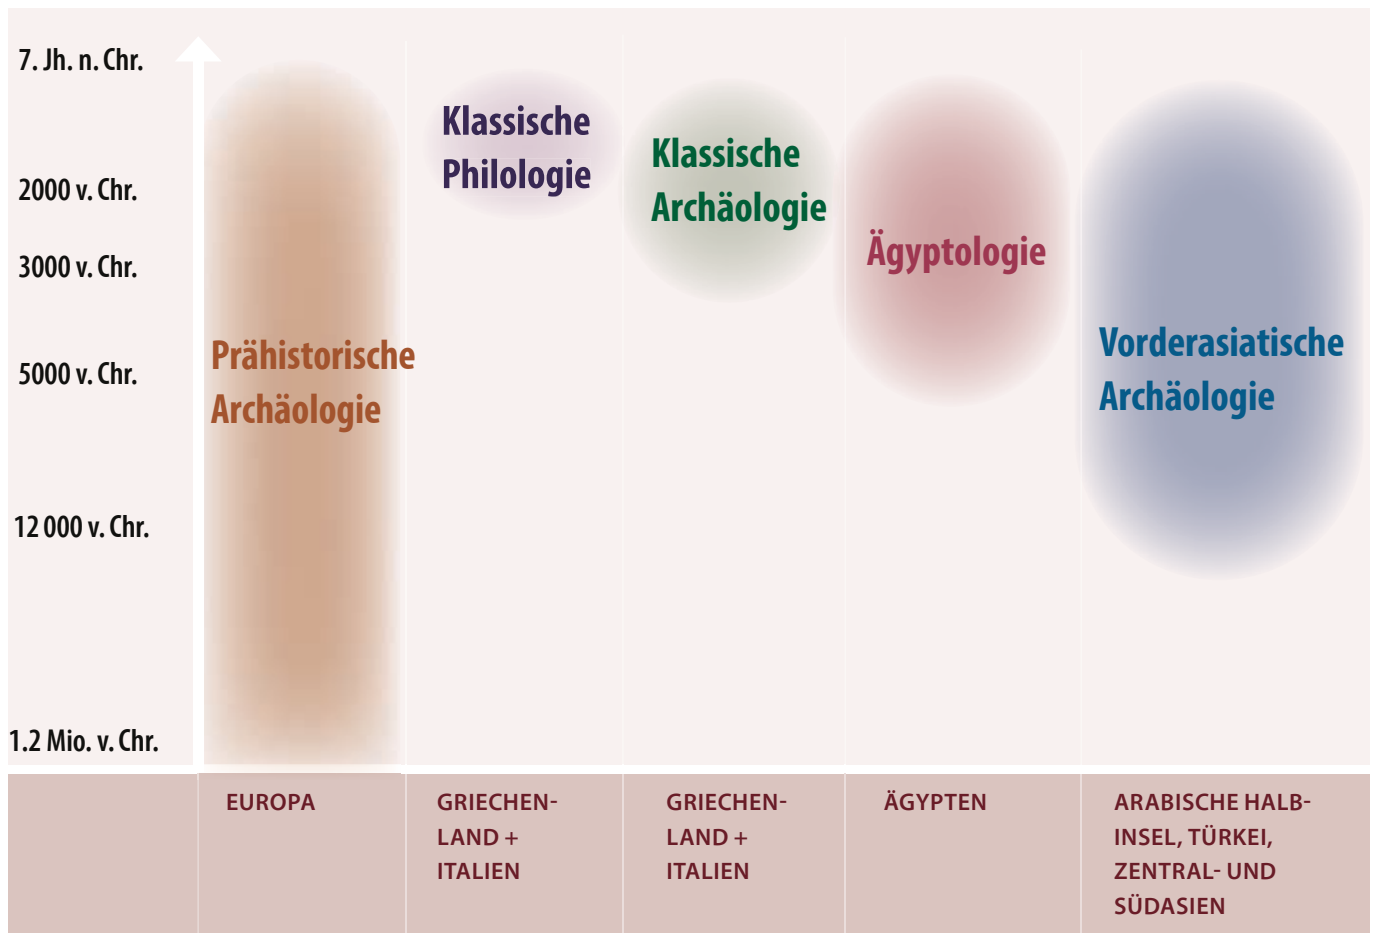 7. Jh. n. Chr.
2000 v. Chr.
3000 v. Chr.
5000 v. Chr.
12 000 v. Chr.
1.2 Mio. v. Chr.
Prähistorische
Archäologie
Klassische
Philologie
Klassische
Archäologie
Ägyptologie
Vorderasiatische
Archäologie
EUROPA
GRIECHEN-
LAND +
ITALIEN
GRIECHEN-
LAND +
ITALIEN
ÄGYPTEN
ARABISCHE HALB-
INSEL, TÜRKEI,
ZENTRAL- UND
SÜDASIEN